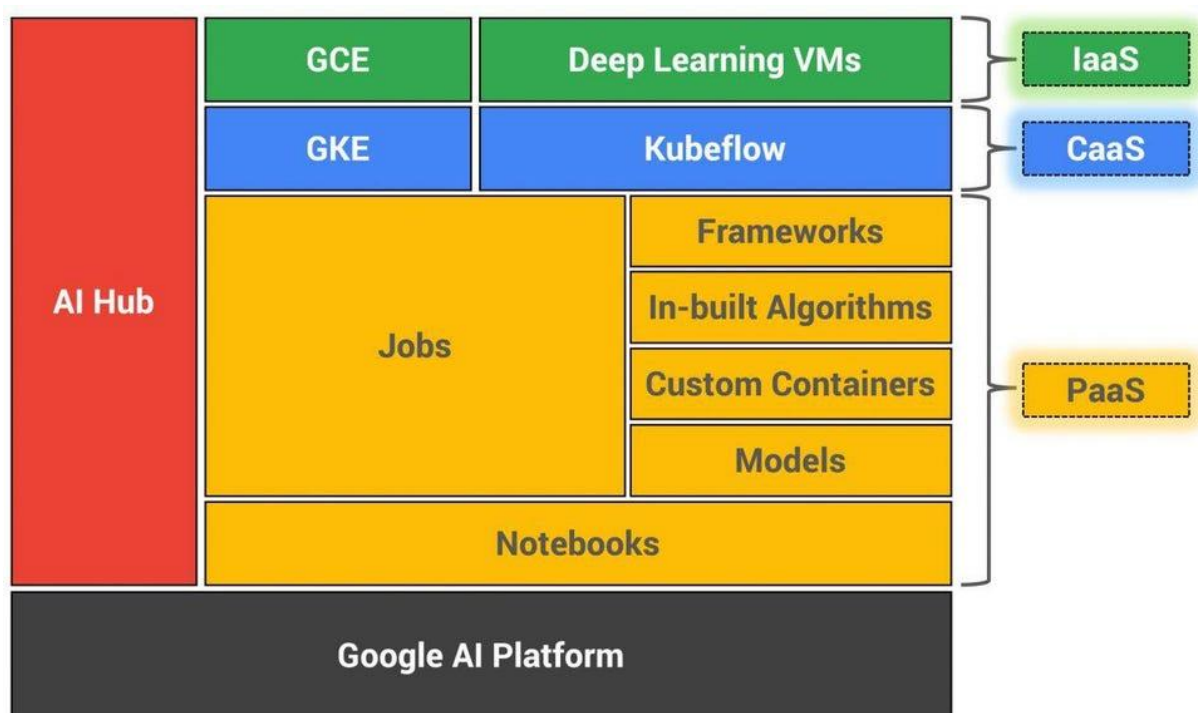 GCE
Deep Learning VMs
IaaS
GKE
Kubeflow
CaaS
AI Hub
Jobs
Frameworks
In-built Algorithms
Custom Containers
Models
PaaS
Notebooks
Google AI Platform